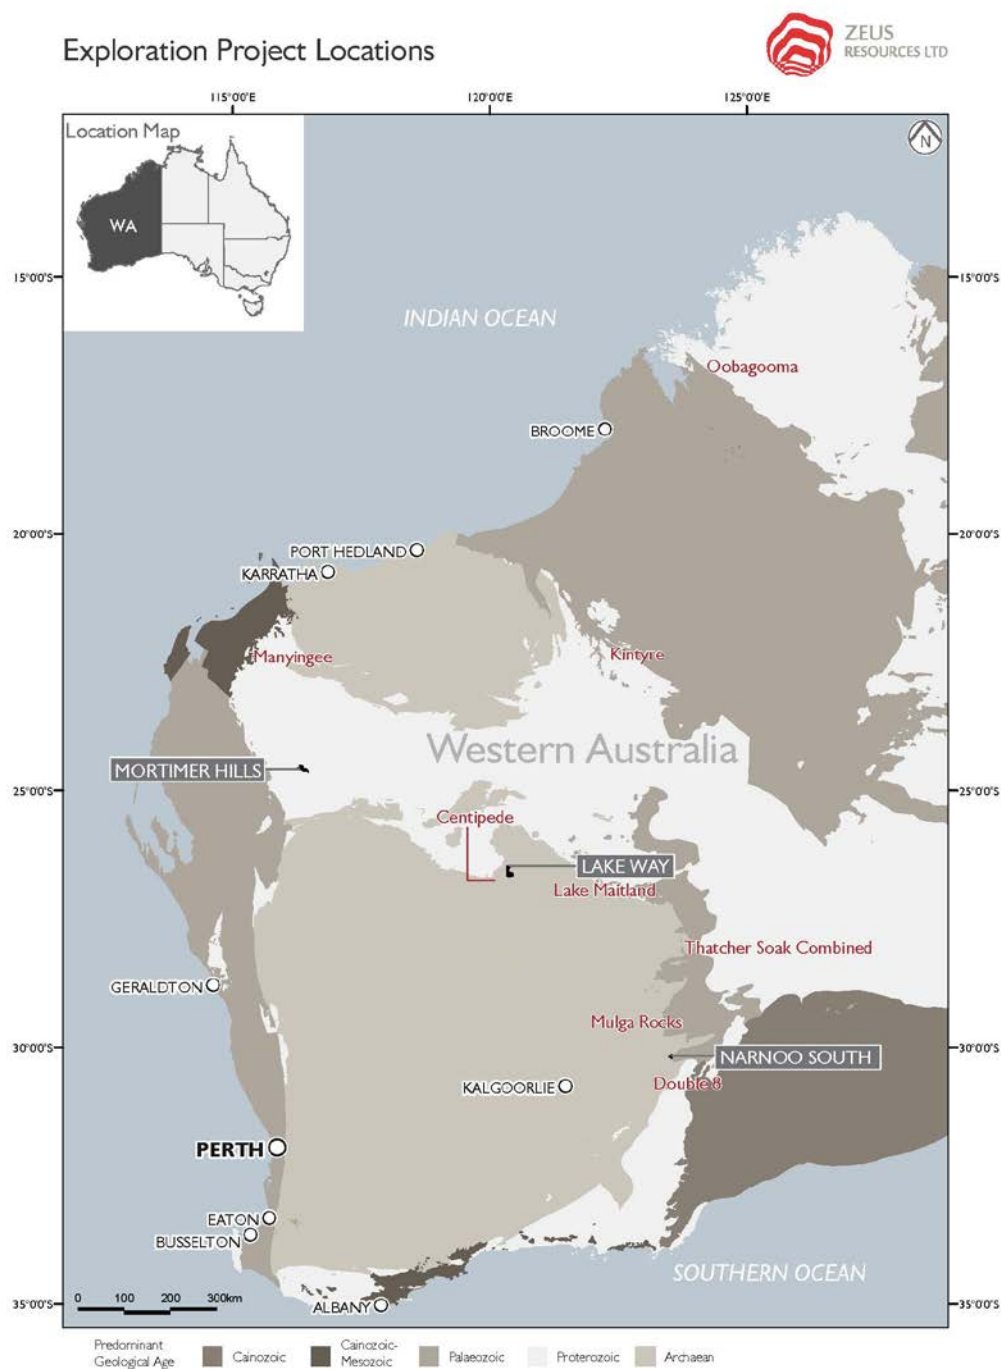 Exploration Project Locations
ZEUS
RESOURCES LTD
115°0'0"E
120°0'0"E
125°0'0"E
Location Map
N
WA
15°0'0"S
15°0'0"S
INDIAN OCEAN
Oobagooma
BROOME
20°0'0"S
20°0'0"S
PORT HEDLAND
KARRATHA
Manyingee
Kintyre
Western Australia
MORTIMER HILLS
25°0'0"S
25°0'0"S
Centipede
LAKE WAY
Lake Maitland
Thatcher Soak Combined
GERALDTON
Mulga Rocks
30°0'0"S
30°0'0"S
NARNOO SOUTH
KALGOORLIE
Double 8
PERTH
EATON
BUSSELTON
SOUTHERN OCEAN
0 100 200 300km
ALBANY
35°0'0"S
35°0'0"S
Predominant
Geological Age
Cainozoic
Cainozoic-
Mesozoic
Palaeozoic
Proterozoic
Archaean